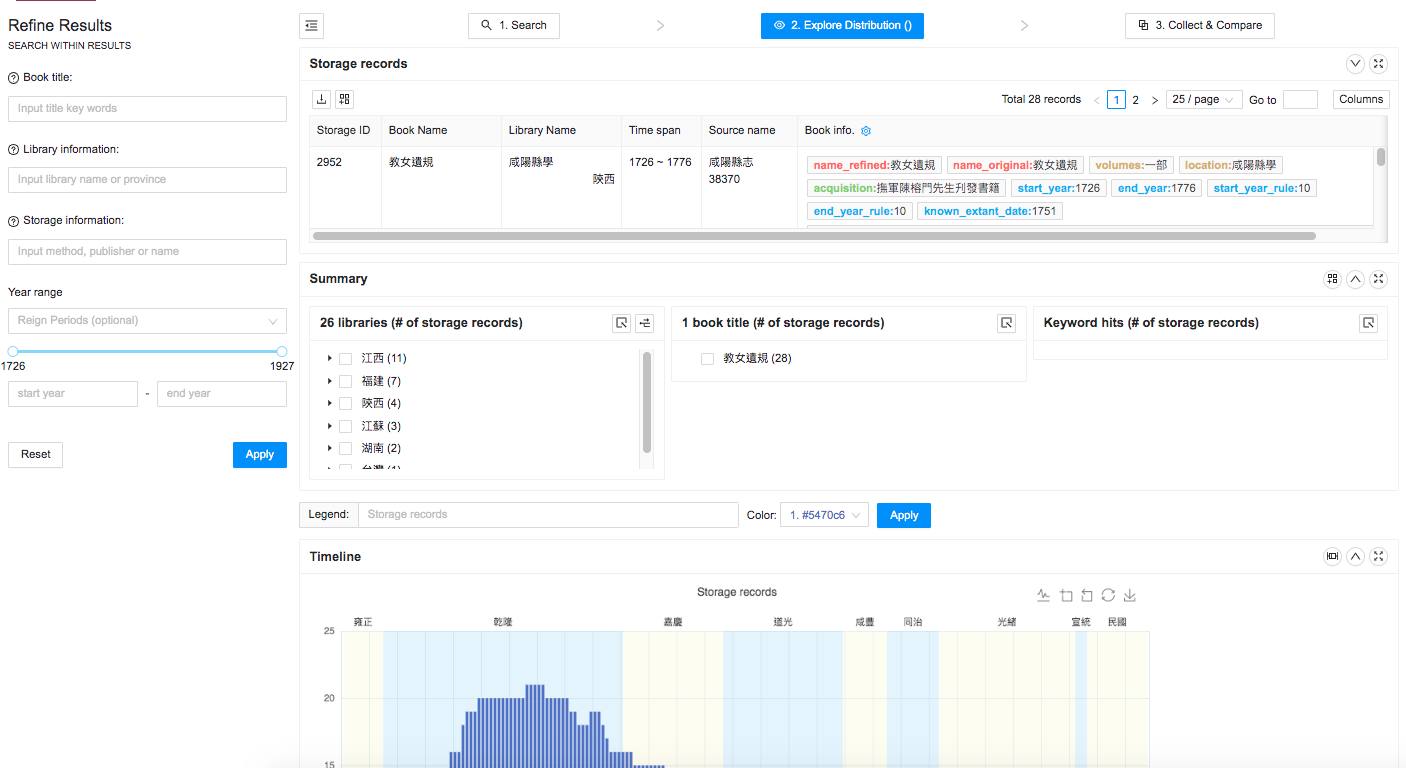 Refine Results
SEARCH WITHIN RESULTS
Book title:
Input title key words
Library information:
Input library name or province
Storage information:
Input method, publisher or name
Year range
Reign Periods (optional)
1726 1927
start year - end year
Reset Apply
1. Search > 2. Explore Distribution () > 3. Collect & Compare
Storage records
Total 28 records < 1 2 > 25 / page Go to Columns
Storage ID Book Name Library Name Time span Source name Book info.
2952 教女遺規 咸陽縣學 1726 ~ 1776 咸陽縣志 name_refined:教女遺規 name_original:教女遺規 volumes:一部 location:咸陽縣學
陝西 38370 acquisition:撫軍陳榕門先生刋發書籍 start_year:1726 end_year:1776 start_year_rule:10
end_year_rule:10 known_extant_date:1751
Summary
26 libraries (# of storage records)
江西 (11)
福建 (7)
陝西 (4)
江蘇 (3)
湖南 (2)
台灣 (1)
1 book title (# of storage records)
教女遺規 (28)
Keyword hits (# of storage records)
Legend: Storage records Color: 1. #5470c6 Apply
Timeline
Storage records
雍正 乾隆 嘉慶 道光 咸豐 同治 光緒 宣統 民國
25
20
15